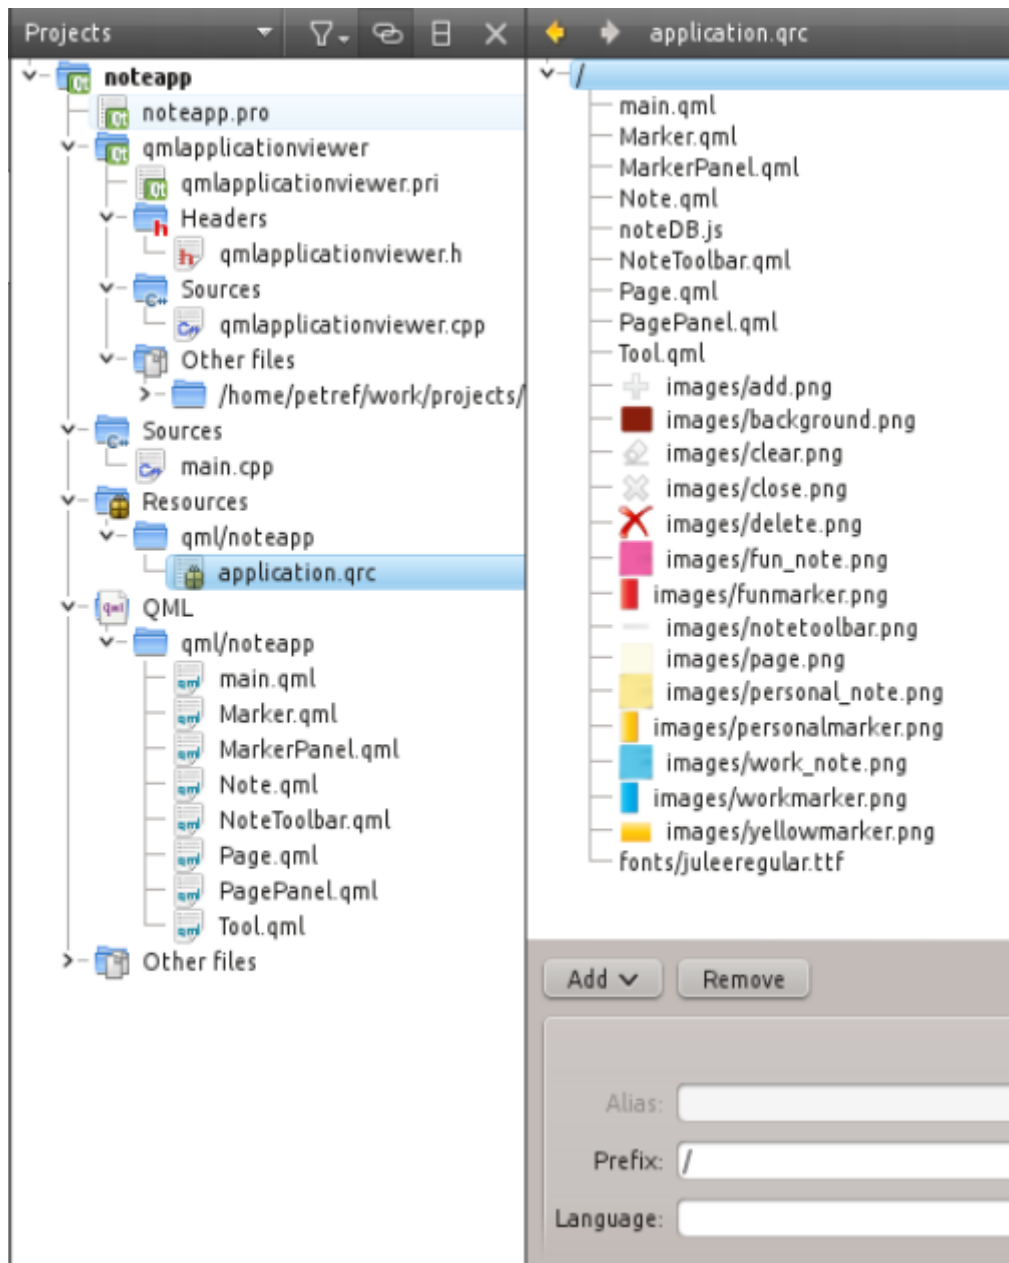 Projects
noteapp
noteapp.pro
qmlapplicationviewer
qmlapplicationviewer.pri
Headers
qmlapplicationviewer.h
Sources
qmlapplicationviewer.cpp
Other files
/home/petref/work/projects/
Sources
main.cpp
Resources
qml/noteapp
application.qrc
QML
qml/noteapp
main.qml
Marker.qml
MarkerPanel.qml
Note.qml
NoteToolbar.qml
Page.qml
PagePanel.qml
Tool.qml
Other files
application.qrc
/
main.qml
Marker.qml
MarkerPanel.qml
Note.qml
noteDB.js
NoteToolbar.qml
Page.qml
PagePanel.qml
Tool.qml
images/add.png
images/background.png
images/clear.png
images/close.png
images/delete.png
images/fun_note.png
images/funmarker.png
images/notetoolbar.png
images/page.png
images/personal_note.png
images/personalmarker.png
images/work_note.png
images/workmarker.png
images/yellowmarker.png
fonts/juleeregular.ttf
Add Remove
Alias:
Prefix: /
Language: